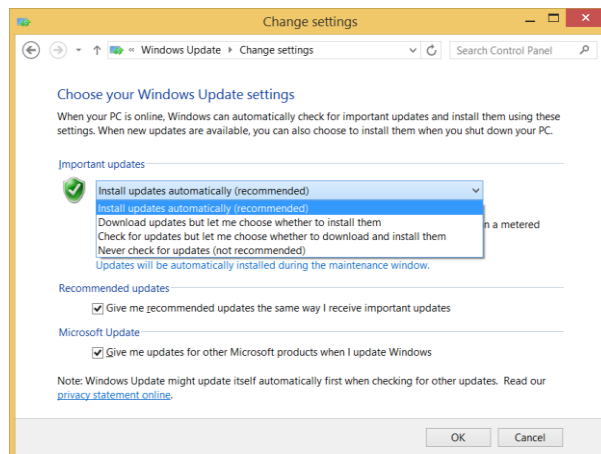 Change settings
« Windows Update Change settings
Search Control Panel
Choose your Windows Update settings
When your PC is online, Windows can automatically check for important updates and install them using these
settings. When new updates are available, you can also choose to install them when you shut down your PC.
Important updates
Install updates automatically (recommended)
Install updates automatically (recommended)
Download updates but let me choose whether to install them
n a metered
Check for updates but let me choose whether to download and install them
Never check for updates (not recommended)
Updates will be automatically installed during the maintenance window.
Recommended updates
Give me recommended updates the same way I receive important updates
Microsoft Update
Give me updates for other Microsoft products when I update Windows
Note: Windows Update might update itself automatically first when checking for other updates. Read our
privacy statement online.
OK Cancel